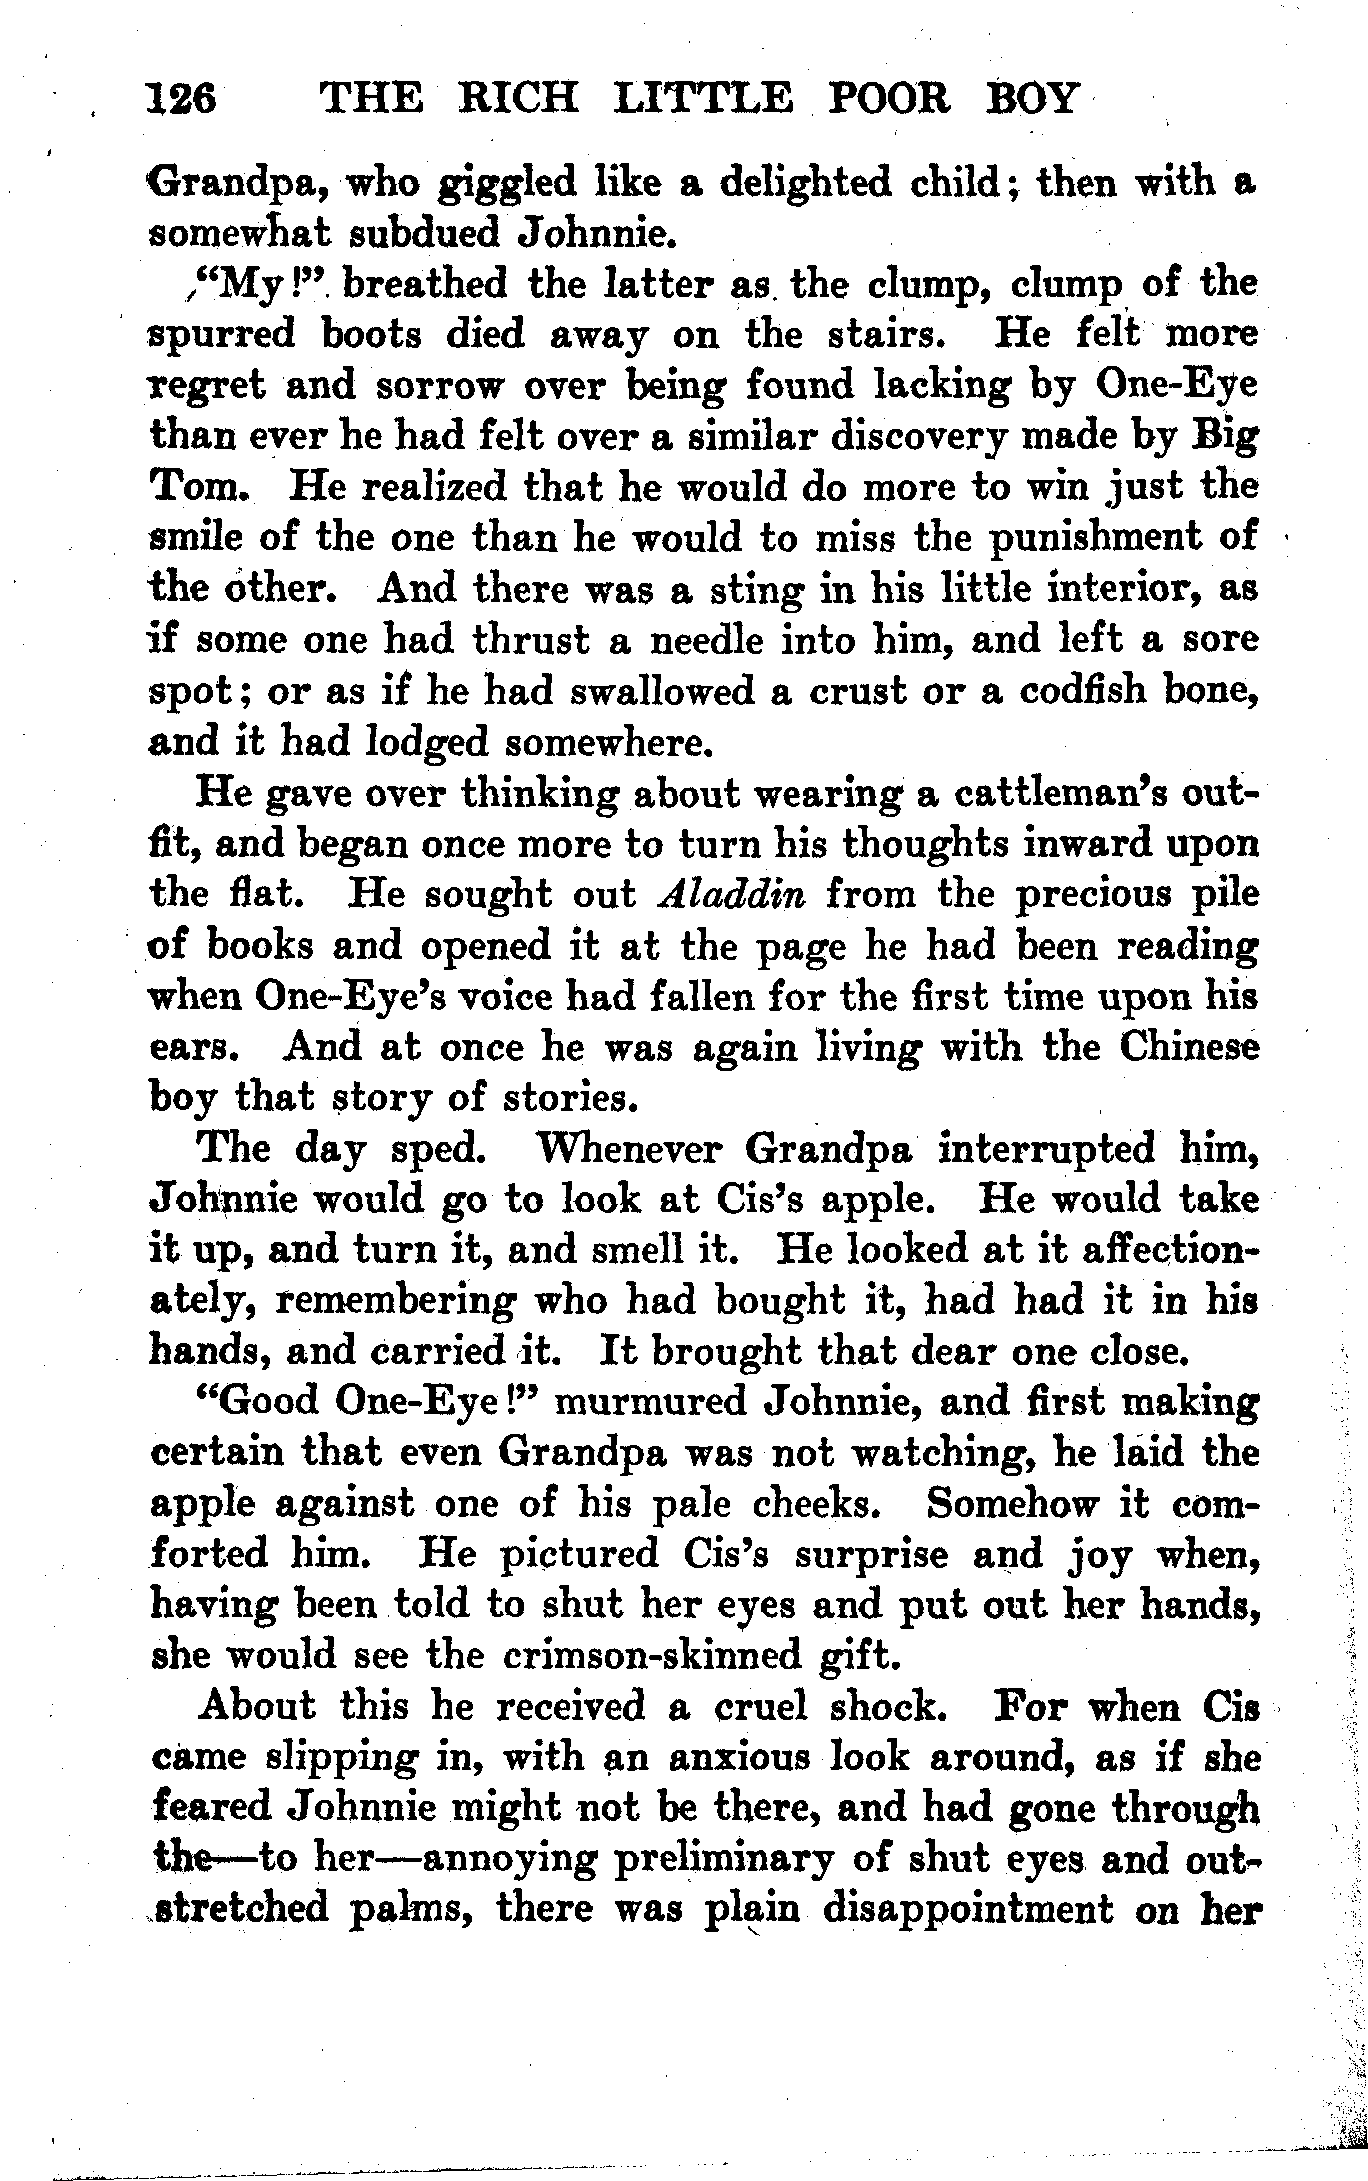 126 THE RICH LITTLE POOR BOY
Grandpa, who giggled like a delighted child; then with a
somewhat subdued Johnnie.
"My!" breathed the latter as the clump, clump of the
spurred boots died away on the stairs. He felt more
regret and sorrow over being found lacking by One-Eye
than ever he had felt over a similar discovery made by Big
Tom. He realized that he would do more to win just the
smile of the one than he would to miss the punishment of
the other. And there was a sting in his little interior, as
if some one had thrust a needle into him, and left a sore
spot; or as if he had swallowed a crust or a codfish bone,
and it had lodged somewhere.
He gave over thinking about wearing a cattleman's out-
fit, and began once more to turn his thoughts inward upon
the flat. He sought out Aladdin from the precious pile
of books and opened it at the page he had been reading
when One-Eye's voice had fallen for the first time upon his
ears. And at once he was again living with the Chinese
boy that story of stories.
The day sped. Whenever Grandpa interrupted him,
Johnnie would go to look at Cis's apple. He would take
it up, and turn it, and smell it. He looked at it affection-
ately, remembering who had bought it, had had it in his
hands, and carried it. It brought that dear one close.
"Good One-Eye!" murmured Johnnie, and first making
certain that even Grandpa was not watching, he laid the
apple against one of his pale cheeks. Somehow it com-
forted him. He pictured Cis's surprise and joy when,
having been told to shut her eyes and put out her hands,
she would see the crimson-skinned gift.
About this he received a cruel shock. For when Cis
came slipping in, with an anxious look around, as if she
feared Johnnie might not be there, and had gone through
the—to her—annoying preliminary of shut eyes and out-
stretched palms, there was plain disappointment on her